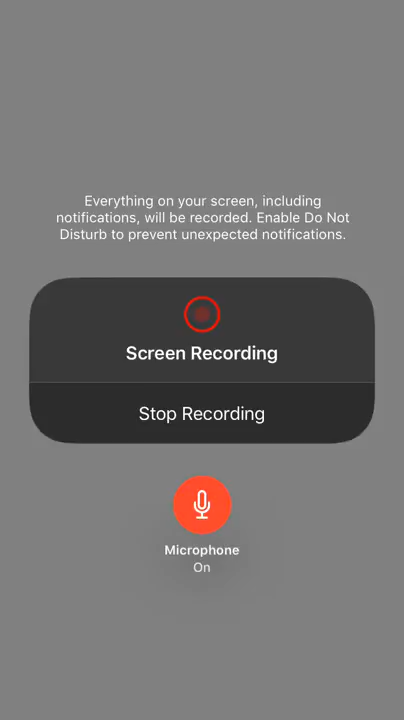 Everything on your screen, including
notifications, will be recorded. Enable Do Not
Disturb to prevent unexpected notifications.
Screen Recording
Stop Recording
Microphone
On